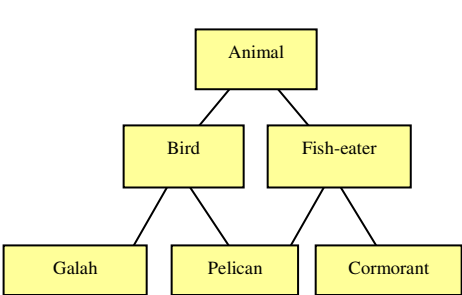 Animal
Bird
Fish-eater
Galah
Pelican
Cormorant